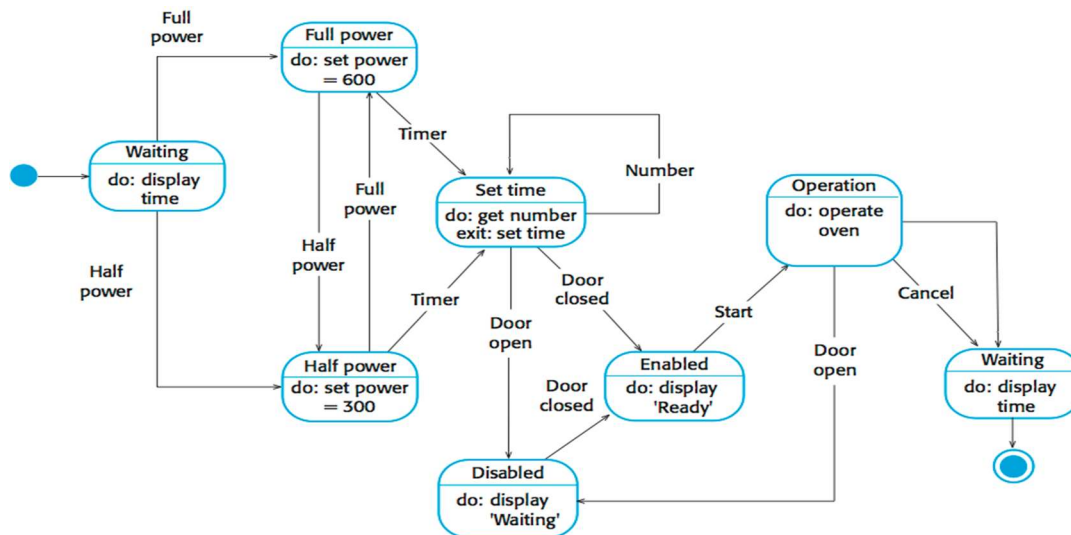 Full
power
Full power
do: set power
= 600
Waiting
do: display
time
Half
power
Full
power
Half
power
Half power
do: set power
= 300
Timer
Timer
Set time
do: get number
exit: set time
Number
Door
open
Door
closed
Door
closed
Disabled
do: display
'Waiting'
Enabled
do: display
'Ready'
Start
Operation
do: operate
oven
Door
open
Cancel
Waiting
do: display
time